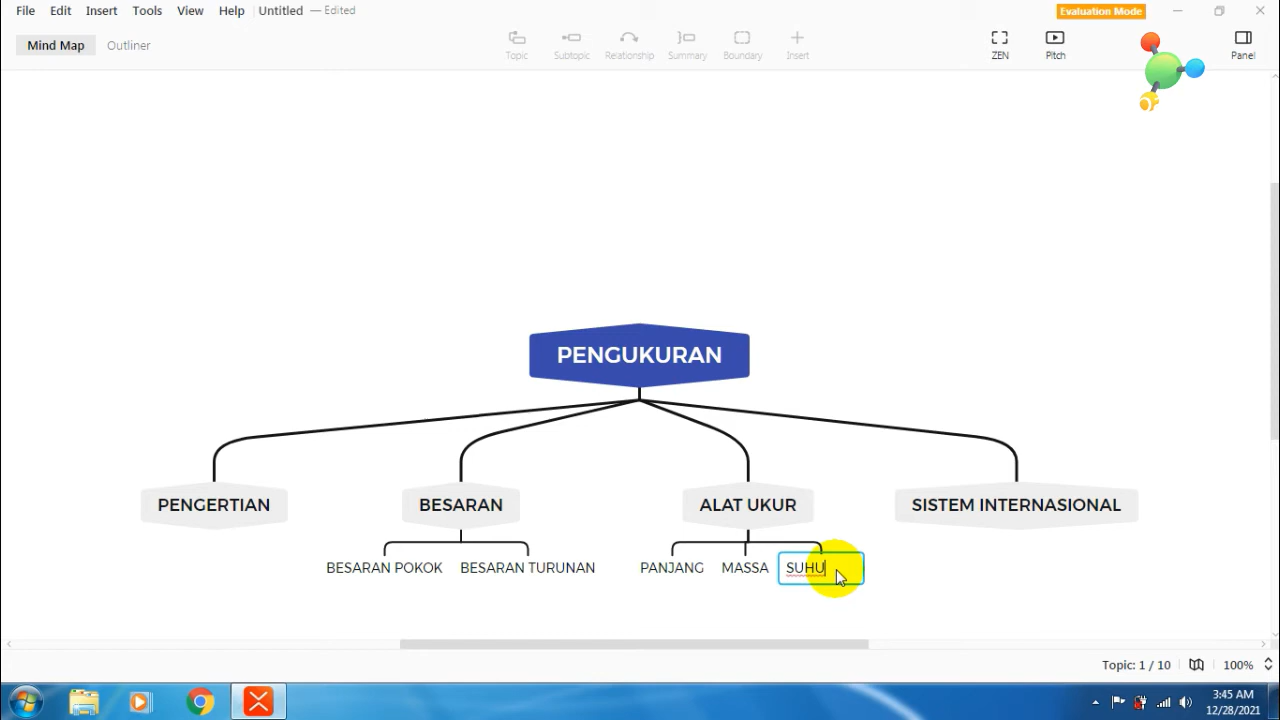 File Edit Insert Tools View Help Untitled — Edited Evaluation Mode
Mind Map Outliner
Topic Subtopic Relationship Summary Boundary Insert ZEN Pitch Panel
PENGUKURAN
PENGERTIAN BESARAN ALAT UKUR SISTEM INTERNASIONAL
BESARAN POKOK BESARAN TURUNAN PANJANG MASSA SUHU
Topic: 1 / 10 100%
3:45 AM
12/28/2021